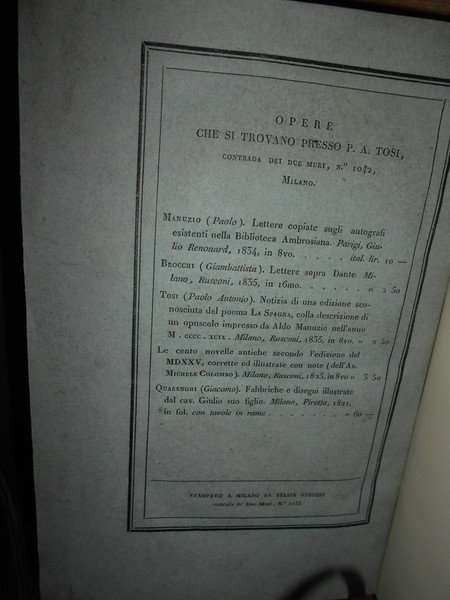 OPERE
CHE SI TROVANO PRESSO P. A. TOSI,
CONTRADA DEI DUE MURI, N.º 1042,
MILANO.
MANUZIO (Paolo). Lettere copiate sugli autografi
esistenti nella Biblioteca Ambrosiana. Parigi, Giu-
lio Renouard, 1834, in 8vo. . . . . . ital. lir. 10 —
BROCCHI (Giambattista). Lettere sopra Dante. Mi-
lano, Rusconi, 1835, in 16mo. . . . . . . » 2 50
TOSI (Paolo Antonio). Notizia di una edizione sco-
nosciuta del poema LA SPAGNA, colla descrizione di
un opuscolo impresso da Aldo Manuzio nell'anno
M . CCCC . XCIX . Milano, Rusconi, 1835, in 8vo. » 2 50
Le cento novelle antiche secondo l'edizione del
MDXXV, corrette ed illustrate con note (dell'AB.
MICHELE COLOMBO). Milano, Rusconi, 1825, in 8vo » 3 50
QUARENGHI (Giacomo). Fabbriche e disegni illustrate
dal cav. Giulio suo figlio. Milano, Pirotta, 1821,
in fol. con tavole in rame . . . . . . . . » 60 —
STAMPATO A MILANO DA FELICE RUSCONI
contrada de' Due Muri, N.º